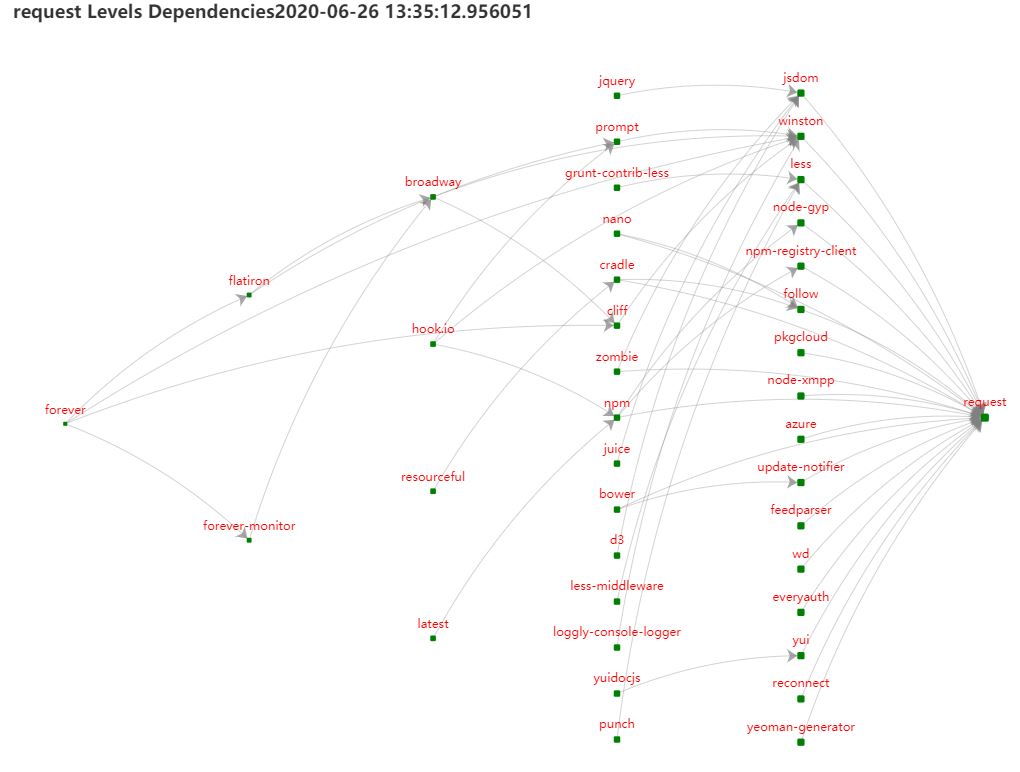 request Levels Dependencies2020-06-26 13:35:12.956051
jquery
jsdom
prompt
winston
grunt-contrib-less
less
broadway
nano
node-gyp
cradle
npm-registry-client
flatiron
follow
cliff
hook.io
pkgcloud
zombie
node-xmpp
forever
npm
request
azure
juice
update-notifier
resourceful
bower
feedparser
forever-monitor
d3
wd
less-middleware
everyauth
latest
loggly-console-logger
yui
yuidocjs
reconnect
punch
yeoman-generator